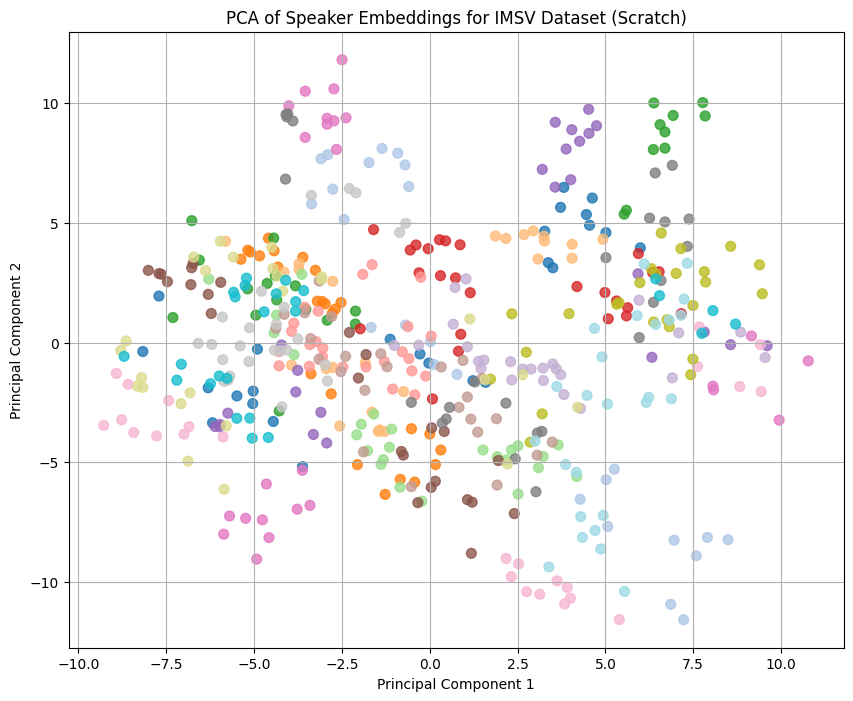 PCA of Speaker Embeddings for IMSV Dataset (Scratch)
10
5
0
−5
−10
Principal Component 2
−10.0 −7.5 −5.0 −2.5 0.0 2.5 5.0 7.5 10.0
Principal Component 1